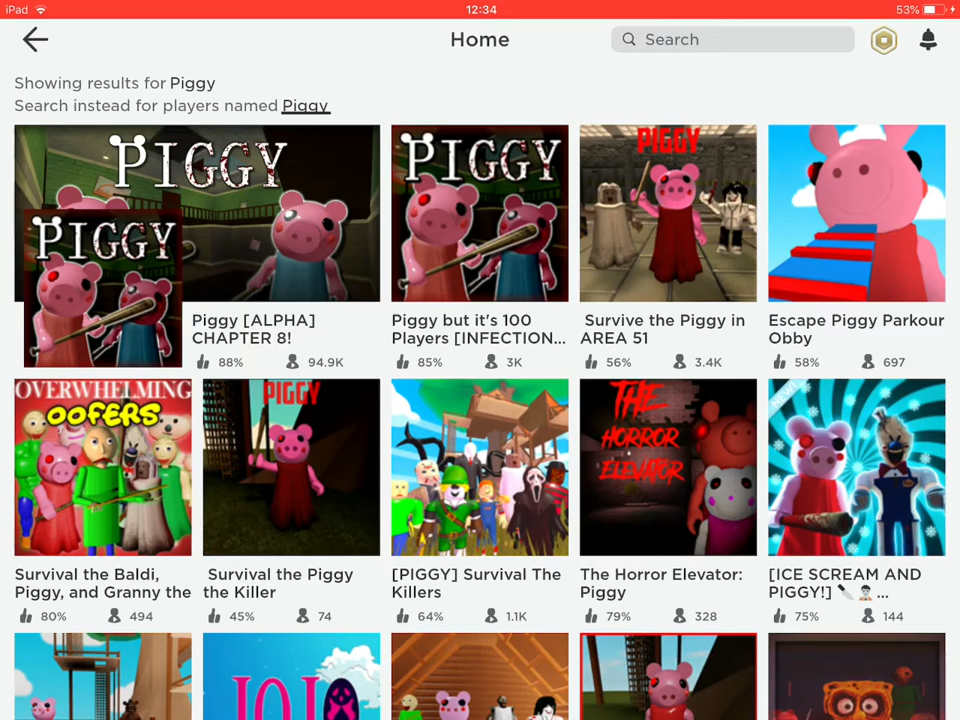 iPad
12:34
53%
Home
Search
Showing results for Piggy
Search instead for players named Piggy
PIGGY
PIGGY
PIGGY
PIGGY
Piggy [ALPHA]
CHAPTER 8!
88% 94.9K
Piggy but it's 100
Players [INFECTION...
85% 3K
Survive the Piggy in
AREA 51
56% 3.4K
Escape Piggy Parkour
Obby
58% 697
OVERWHELMING
OOFERS
PIGGY
THE
HORROR
ELEVATOR
NEW!
Survival the Baldi,
Piggy, and Granny the
80% 494
Survival the Piggy
the Killer
45% 74
[PIGGY] Survival The
Killers
64% 1.1K
The Horror Elevator:
Piggy
79% 328
[ICE SCREAM AND
PIGGY!] 🔪👨🏻‍🍳...
75% 144